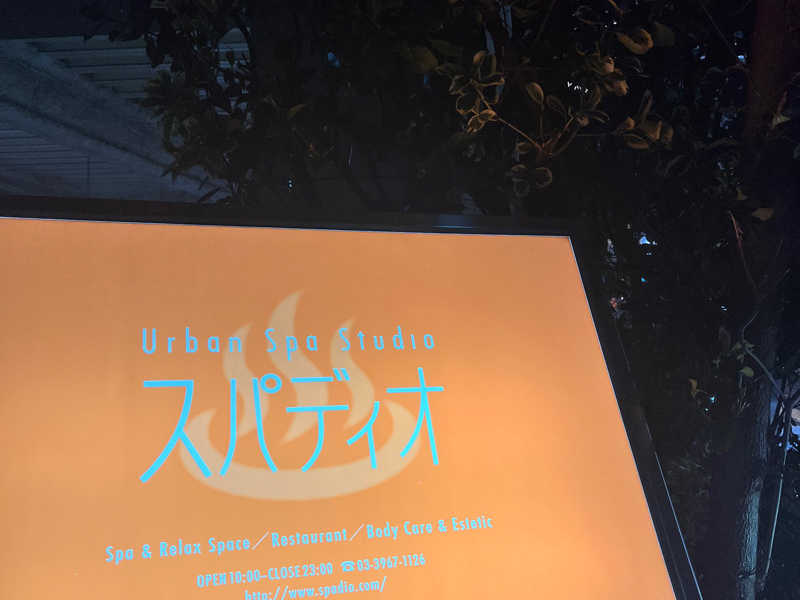 Urban Spa Studio
スパディオ
Spa & Relax Space／Restaurant／Body Care & Estetic
OPEN 10:00–CLOSE 23:00 ☎03-3967-1126
http://www.spadio.com/